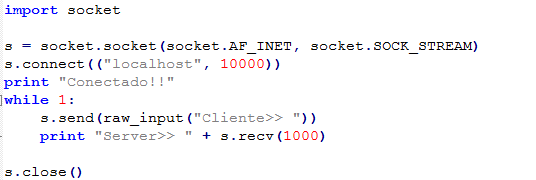 import socket
s = socket.socket(socket.AF_INET, socket.SOCK_STREAM)
s.connect(("localhost", 10000))
print "Conectado!!"
while 1:
s.send(raw_input("Cliente>> "))
print "Server>> " + s.recv(1000)
s.close()